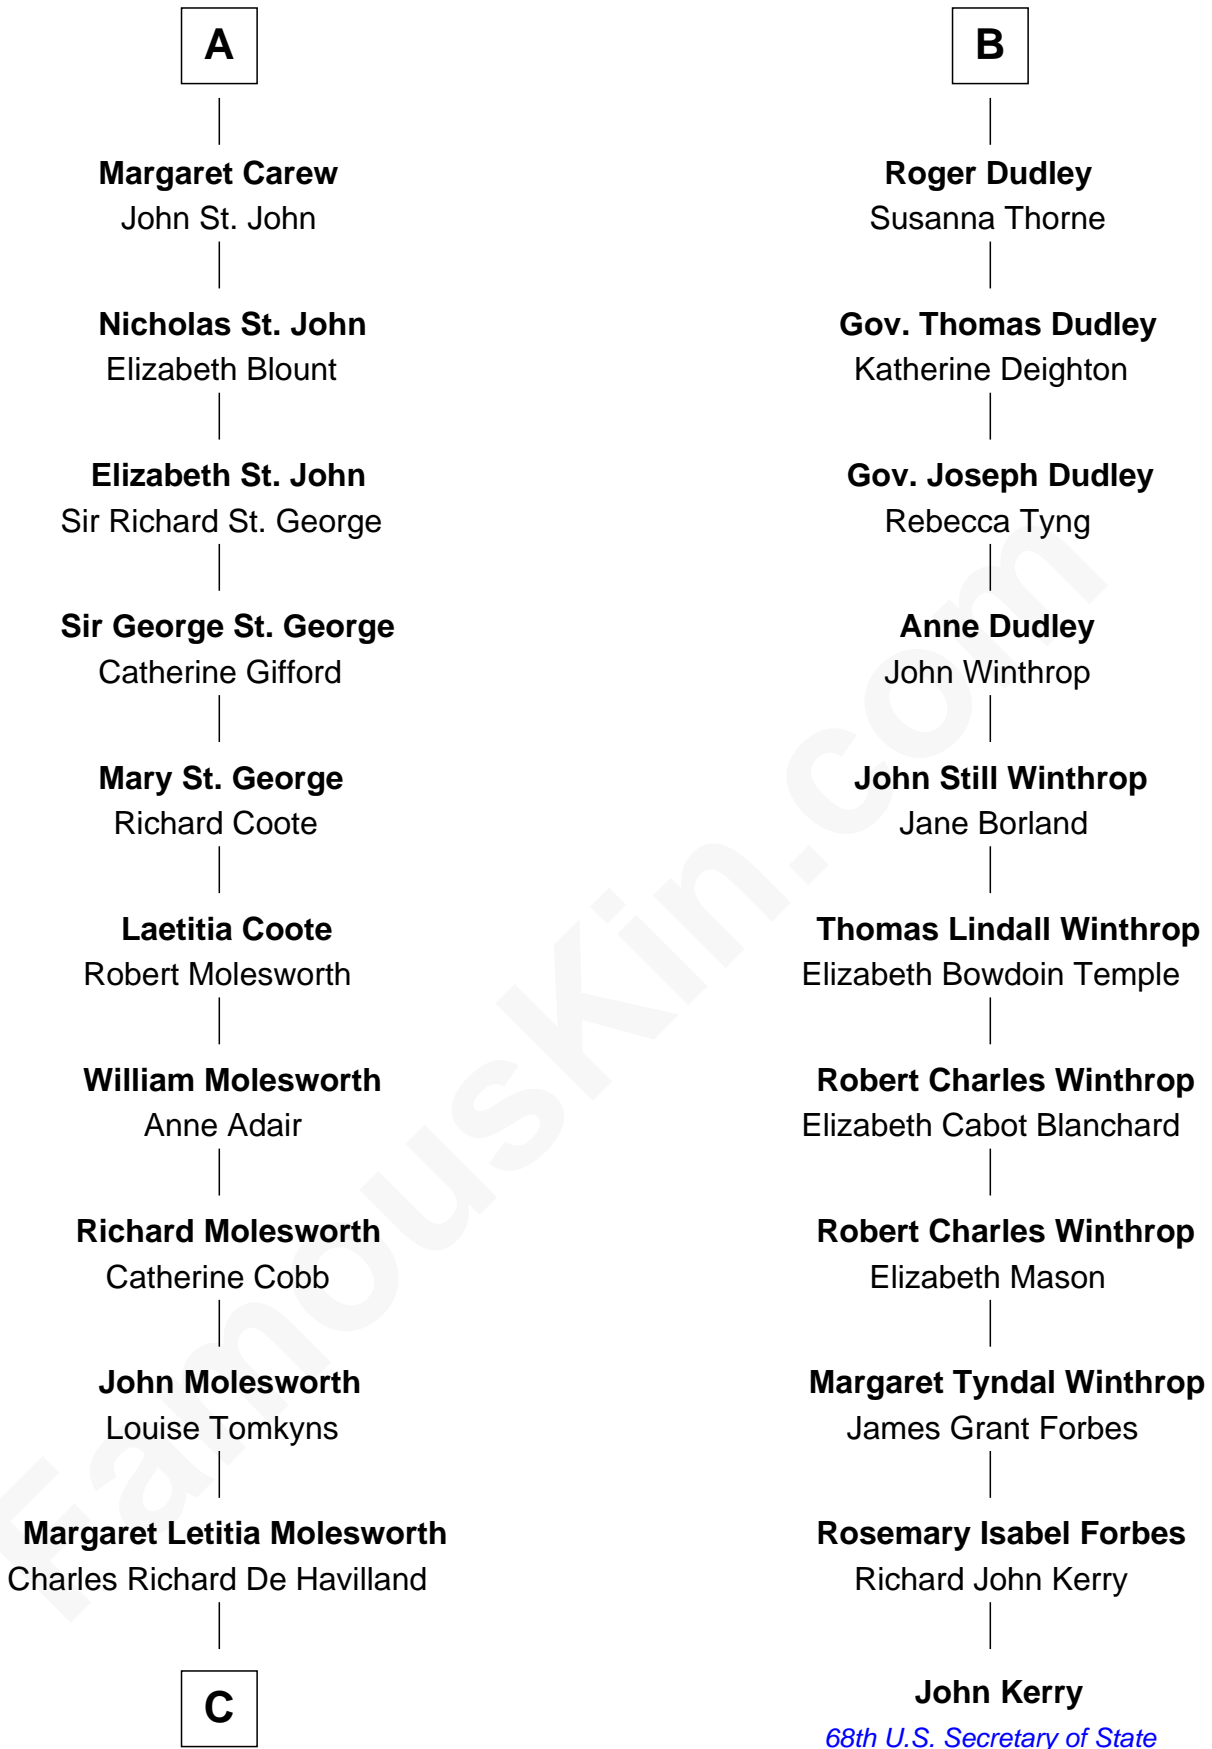 A
Margaret Carew
John St. John
Nicholas St. John
Elizabeth Blount
Elizabeth St. John
Sir Richard St. George
Sir George St. George
Catherine Gifford
Mary St. George
Richard Coote
Laetitia Coote
Robert Molesworth
William Molesworth
Anne Adair
Richard Molesworth
Catherine Cobb
John Molesworth
Louise Tomkyns
Margaret Letitia Molesworth
Charles Richard De Havilland
C
B
Roger Dudley
Susanna Thorne
Gov. Thomas Dudley
Katherine Deighton
Gov. Joseph Dudley
Rebecca Tyng
Anne Dudley
John Winthrop
John Still Winthrop
Jane Borland
Thomas Lindall Winthrop
Elizabeth Bowdoin Temple
Robert Charles Winthrop
Elizabeth Cabot Blanchard
Robert Charles Winthrop
Elizabeth Mason
Margaret Tyndal Winthrop
James Grant Forbes
Rosemary Isabel Forbes
Richard John Kerry
John Kerry
68th U.S. Secretary of State
FamousKin.com